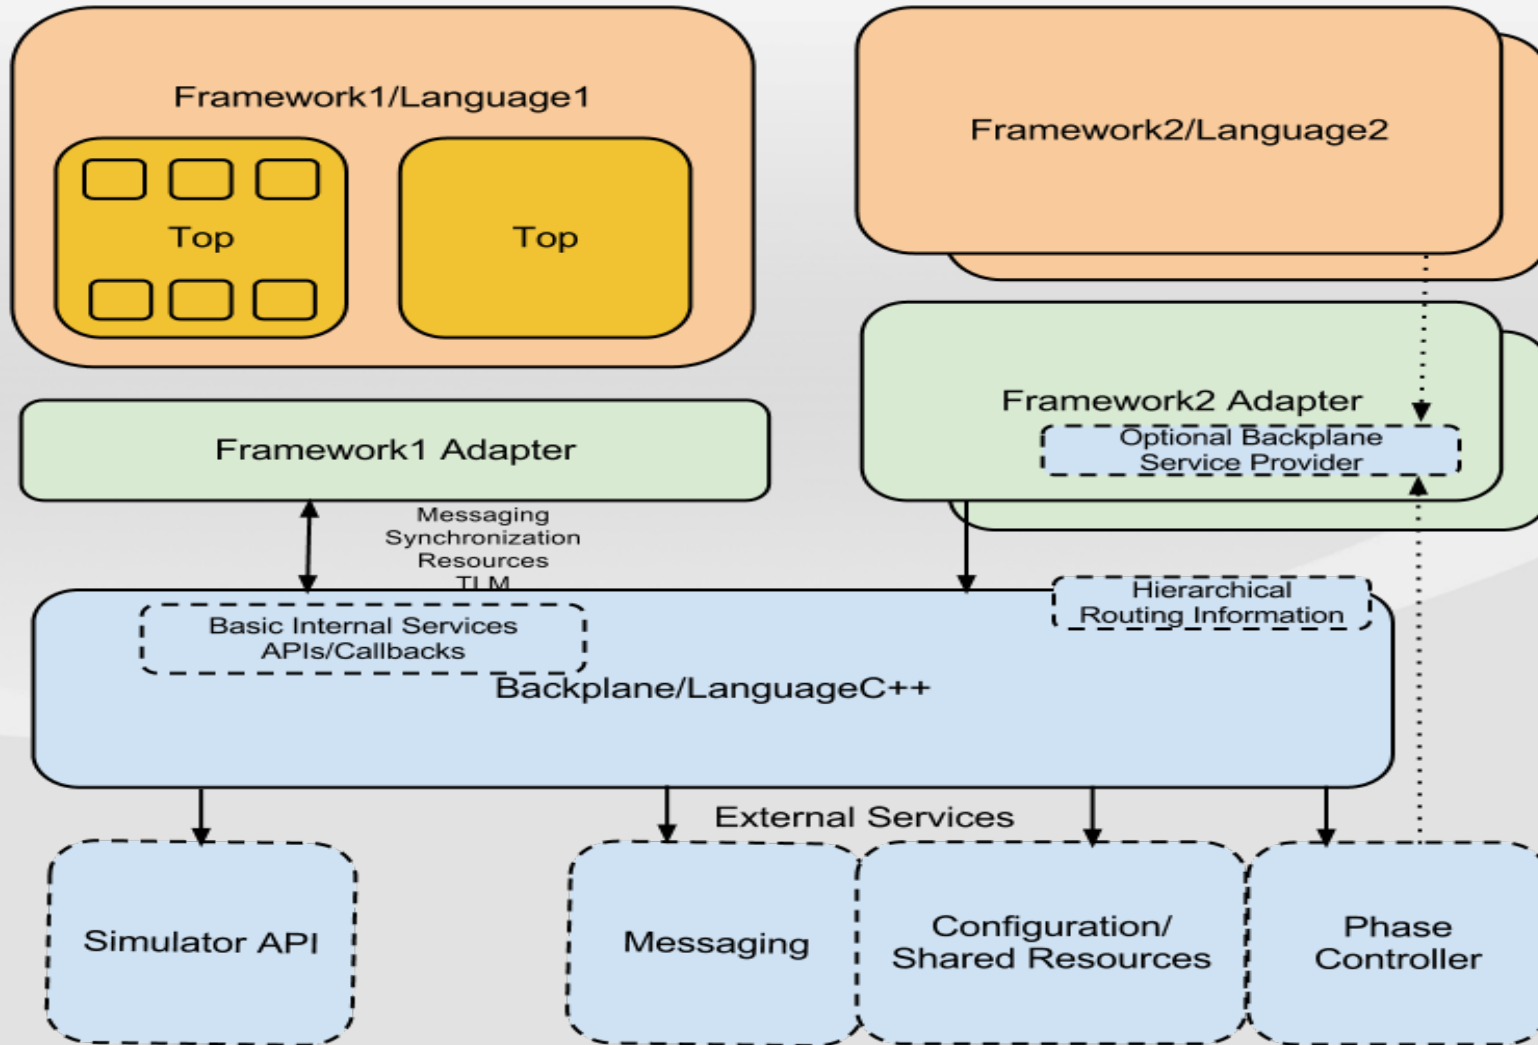 Framework1/Language1
Top
Top
Framework2/Language2
Framework1 Adapter
Framework2 Adapter
Optional Backplane
Service Provider
Messaging
Synchronization
Resources
TLM
Basic Internal Services
APIs/Callbacks
Hierarchical
Routing Information
Backplane/LanguageC++
External Services
Simulator API
Messaging
Configuration/
Shared Resources
Phase
Controller